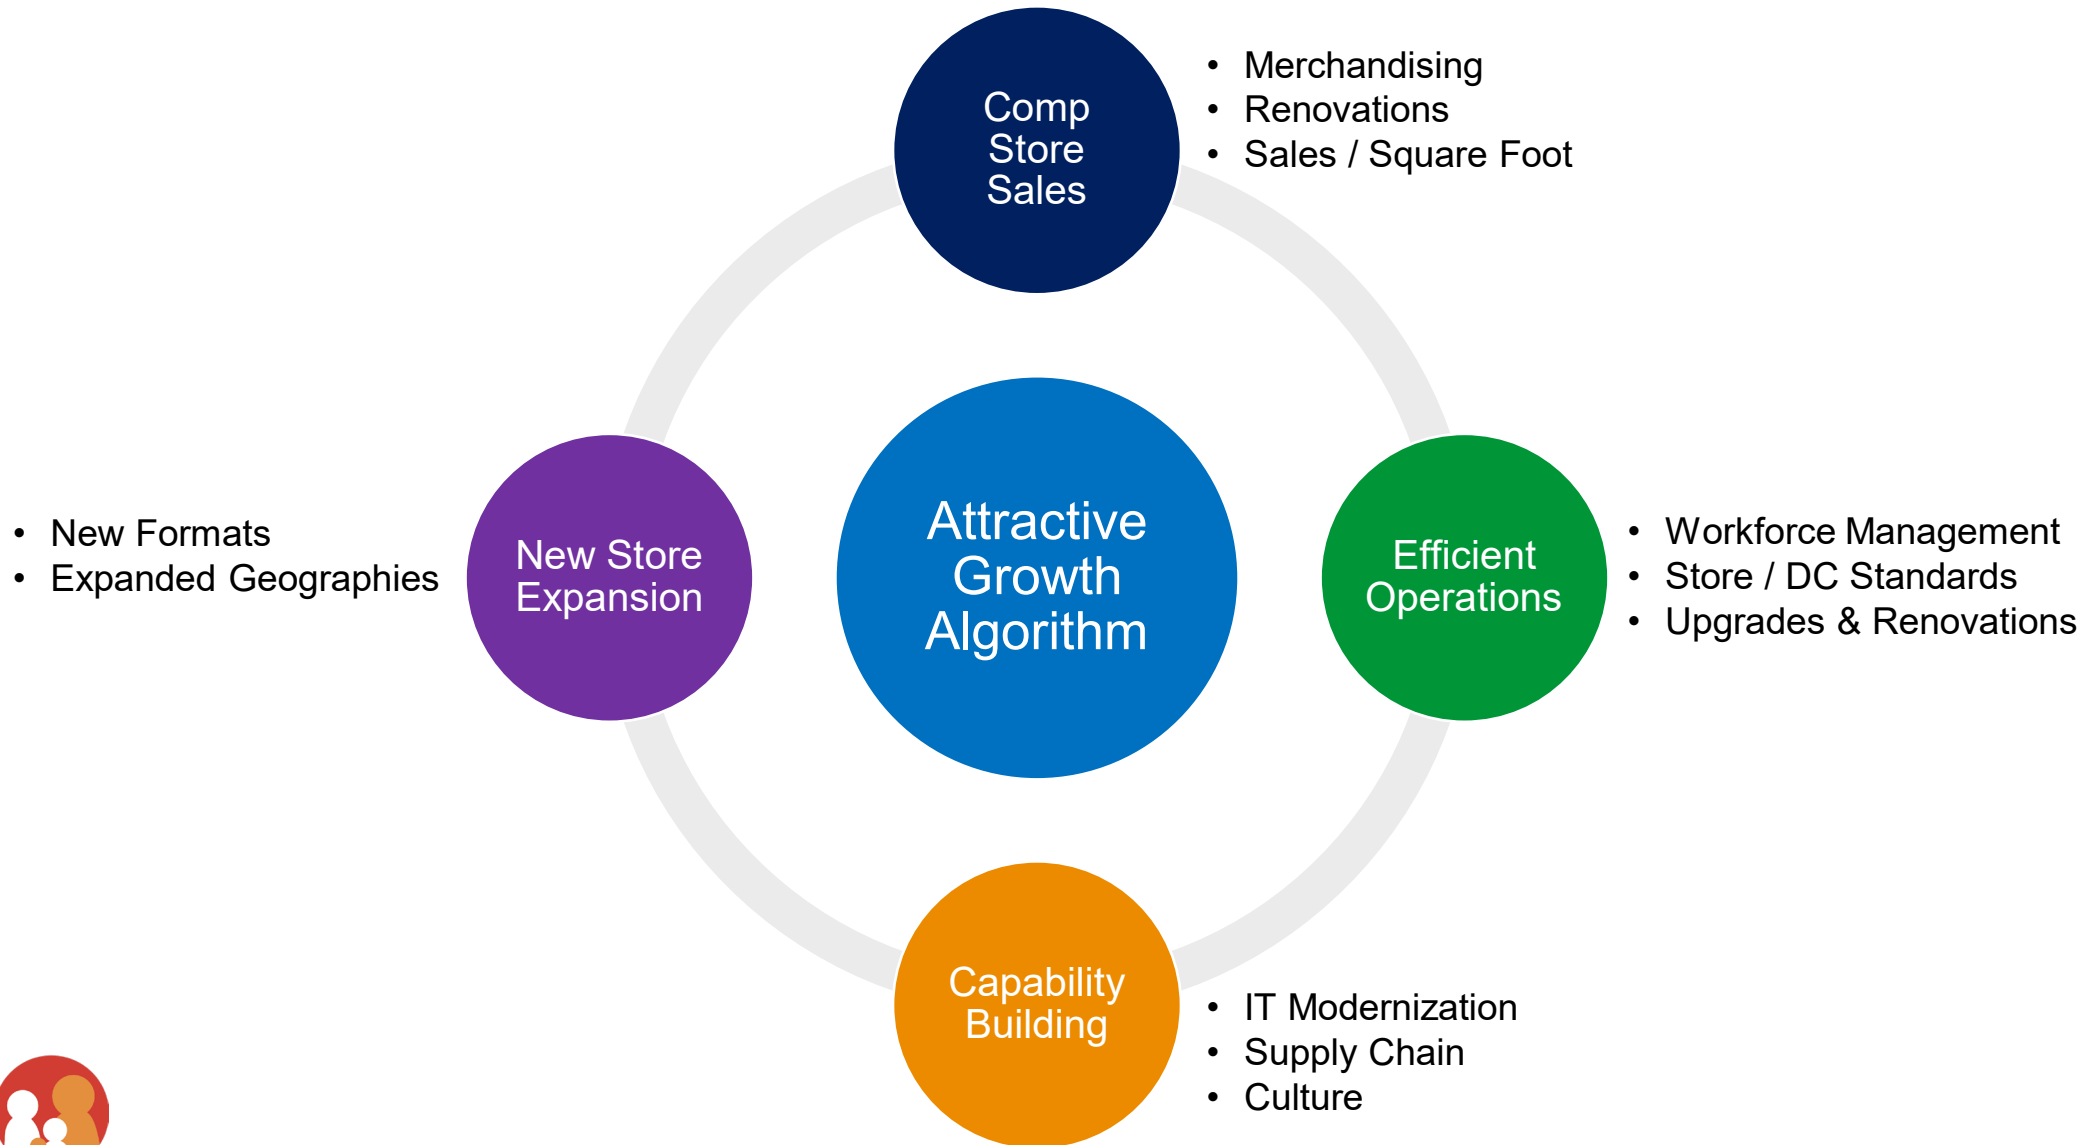 Comp
Store
Sales
• Merchandising
• Renovations
• Sales / Square Foot
• New Formats
• Expanded Geographies
New Store
Expansion
Attractive
Growth
Algorithm
Efficient
Operations
• Workforce Management
• Store / DC Standards
• Upgrades & Renovations
Capability
Building
• IT Modernization
• Supply Chain
• Culture